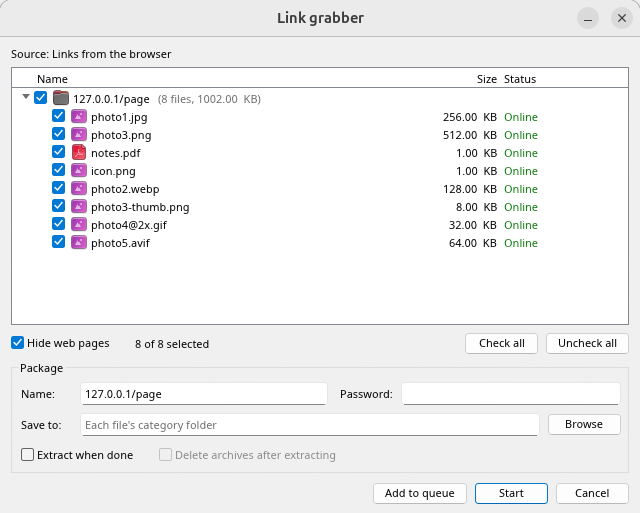 Link grabber
Source: Links from the browser
Name Size Status
127.0.0.1/page (8 files, 1002.00 KB)
photo1.jpg 256.00 KB Online
photo3.png 512.00 KB Online
notes.pdf 1.00 KB Online
icon.png 1.00 KB Online
photo2.webp 128.00 KB Online
photo3-thumb.png 8.00 KB Online
photo4@2x.gif 32.00 KB Online
photo5.avif 64.00 KB Online
Hide web pages 8 of 8 selected Check all Uncheck all
Package
Name: 127.0.0.1/page Password:
Save to: Each file's category folder Browse
Extract when done Delete archives after extracting
Add to queue Start Cancel